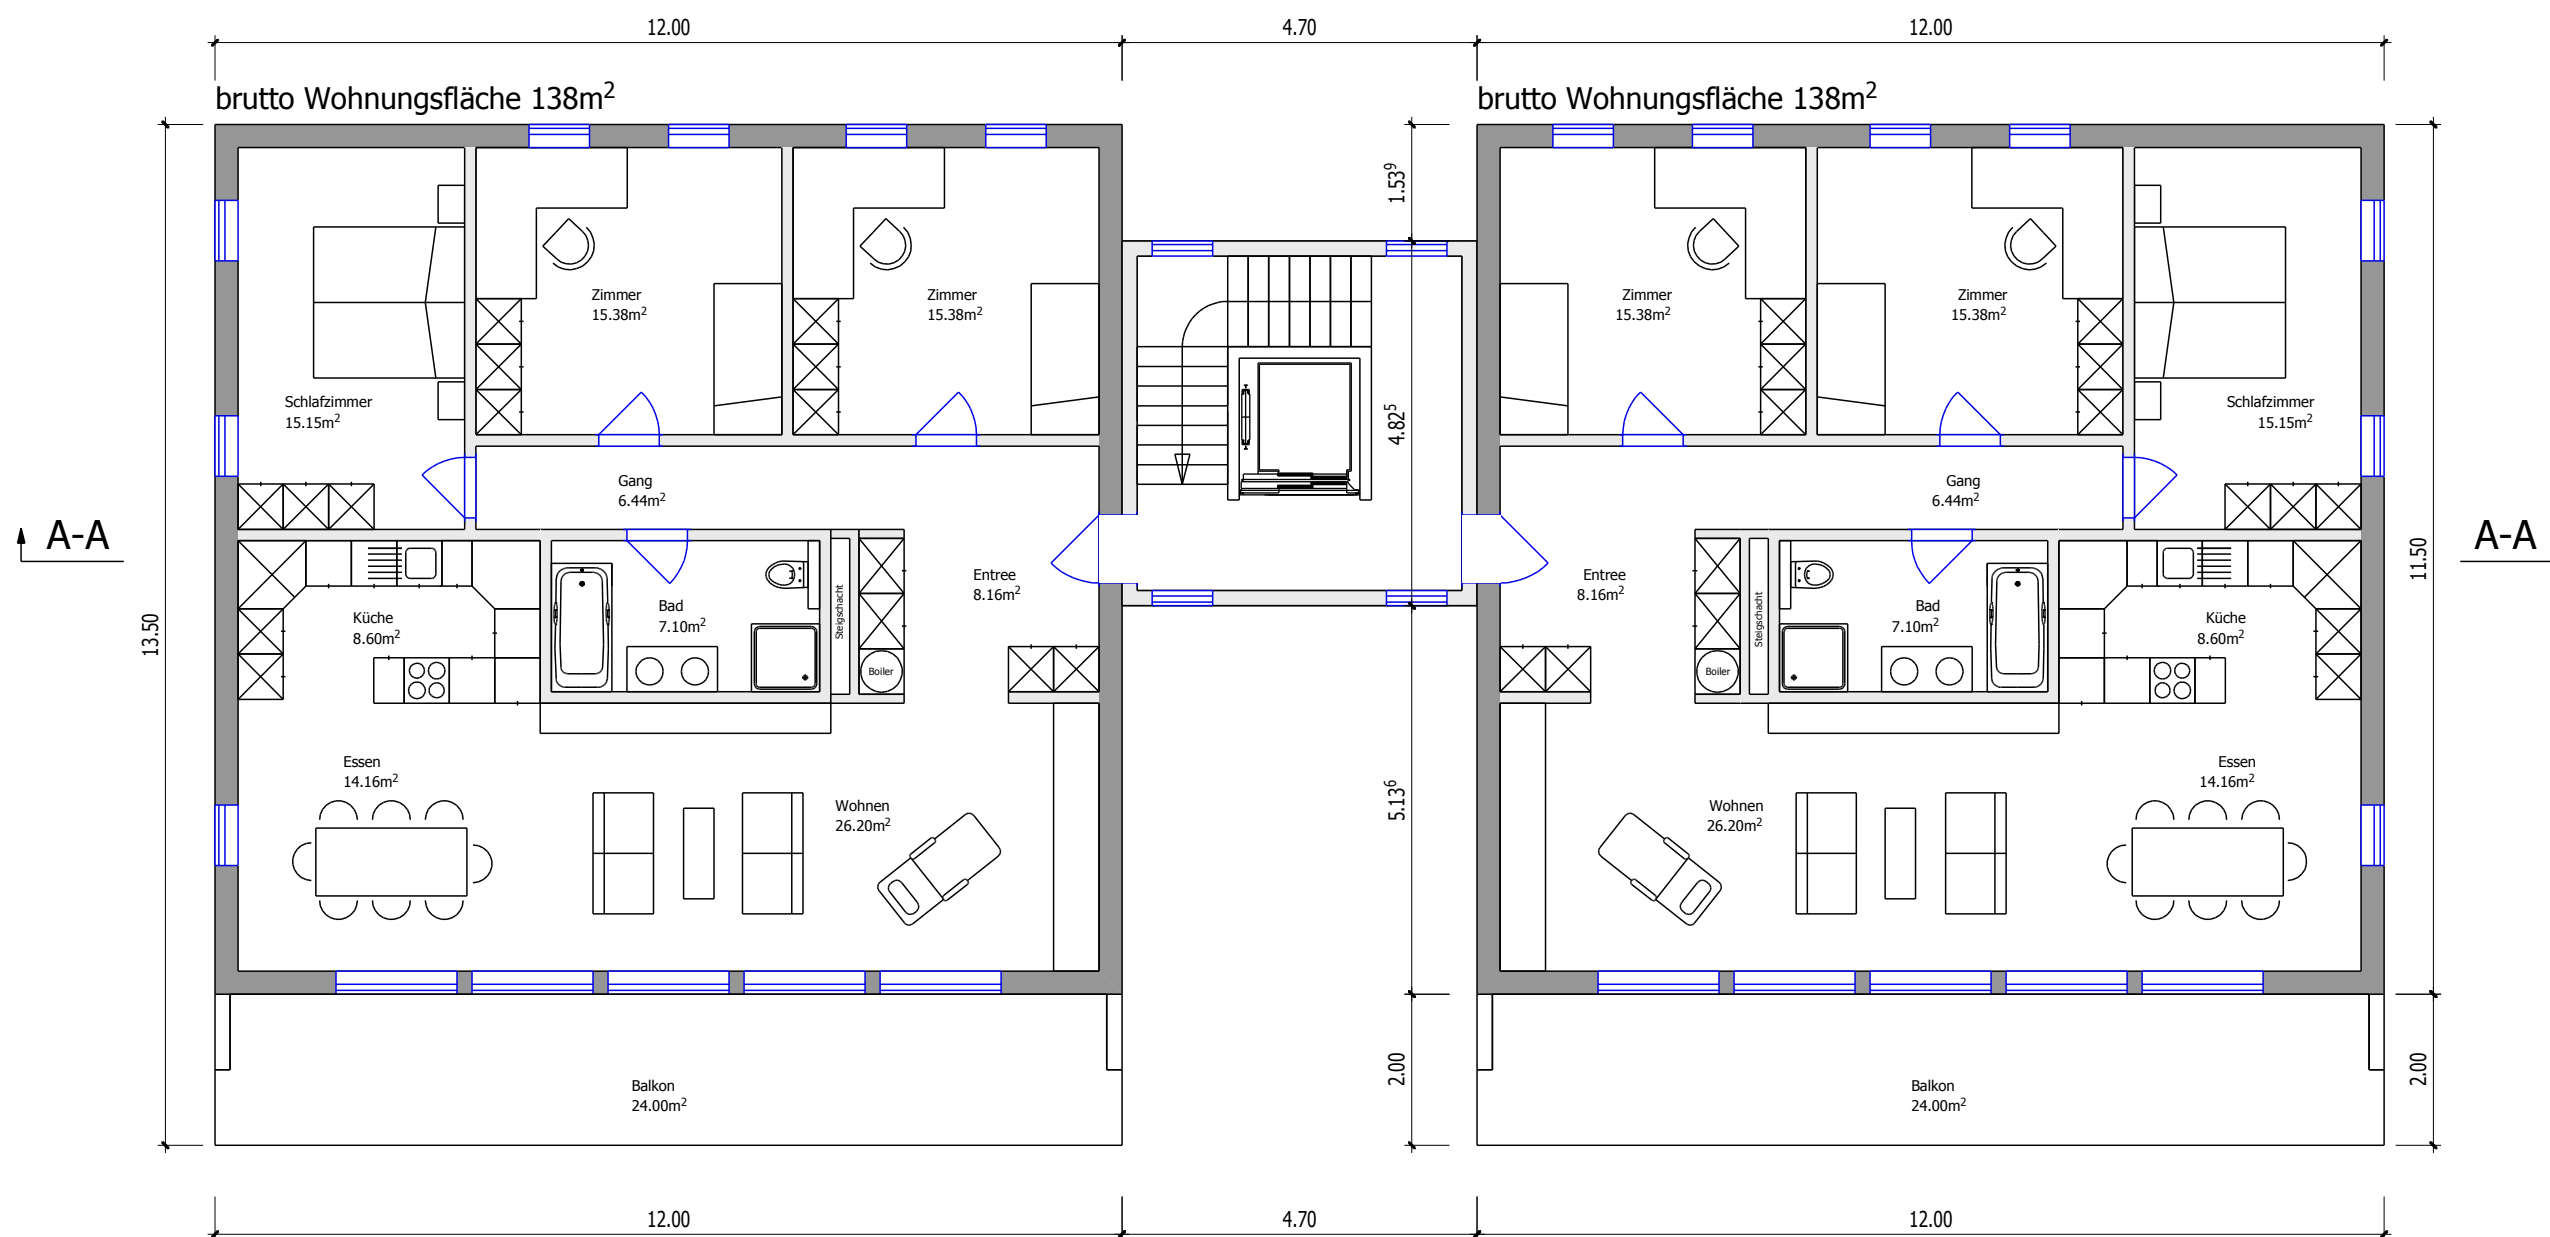 12.00
4.70
12.00
brutto Wohnungsfläche 138m²
brutto Wohnungsfläche 138m²
1.53⁹
Zimmer
15.38m²
Zimmer
15.38m²
Zimmer
15.38m²
Zimmer
15.38m²
Schlafzimmer
15.15m²
4.82⁵
Schlafzimmer
15.15m²
Gang
6.44m²
Gang
6.44m²
A-A
A-A
13.50
11.50
Küche
8.60m²
Bad
7.10m²
Steigschacht
Boiler
Entree
8.16m²
Entree
8.16m²
Steigschacht
Boiler
Bad
7.10m²
Küche
8.60m²
Essen
14.16m²
Wohnen
26.20m²
5.13⁶
Wohnen
26.20m²
Essen
14.16m²
2.00
2.00
Balkon
24.00m²
Balkon
24.00m²
12.00
4.70
12.00